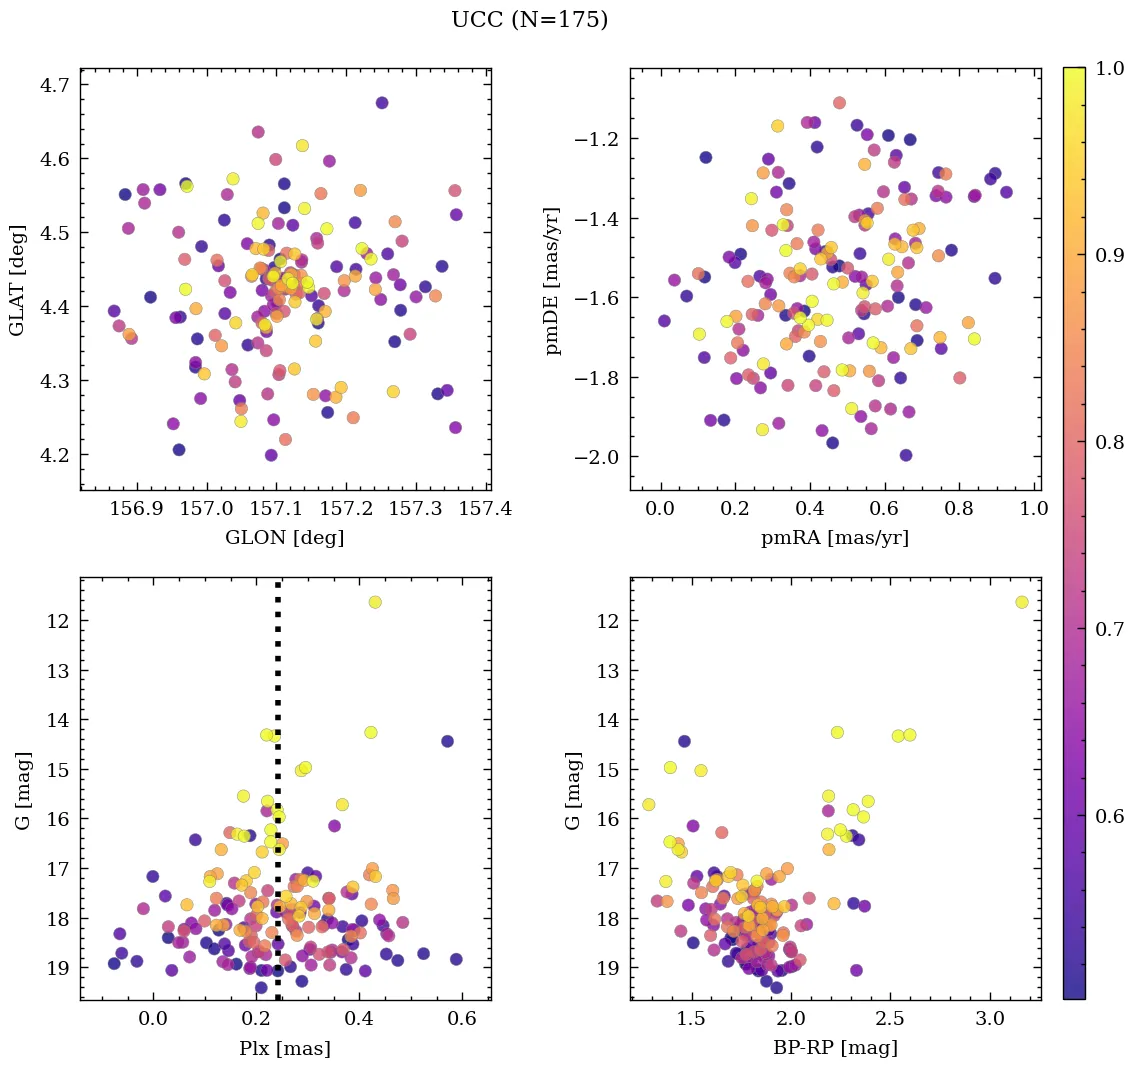 UCC (N=175)
4.7
4.6
4.5
4.4
4.3
4.2
GLAT [deg]
156.9 157.0 157.1 157.2 157.3 157.4
GLON [deg]
−1.2
−1.4
−1.6
−1.8
−2.0
pmDE [mas/yr]
0.0 0.2 0.4 0.6 0.8 1.0
pmRA [mas/yr]
1.0
0.9
0.8
0.7
0.6
12
13
14
15
16
17
18
19
G [mag]
0.0 0.2 0.4 0.6
Plx [mas]
12
13
14
15
16
17
18
19
G [mag]
1.5 2.0 2.5 3.0
BP-RP [mag]